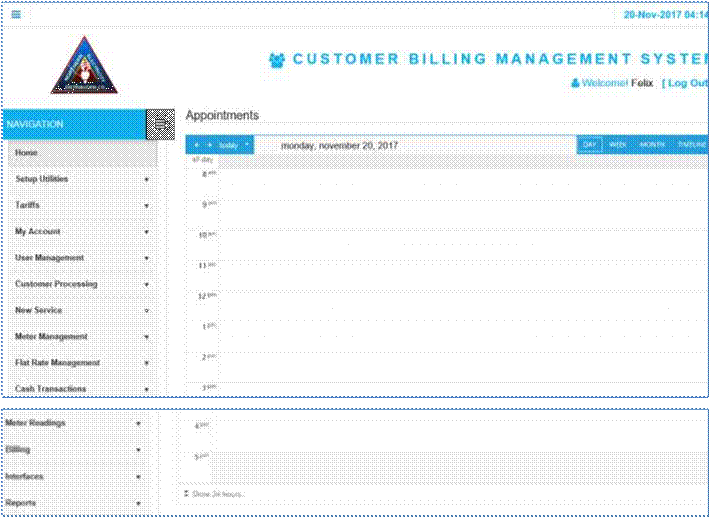 20-Nov-2017 04:14
CUSTOMER BILLING MANAGEMENT SYSTEM
Welcome! Felix [ Log Out
NAVIGATION
Appointments
today
monday, november 20, 2017
DAY WEEK MONTH TIMELINE
Home
all day
8 am
Setup Utilities
9 am
Tariffs
My Account
10 am
User Management
11 am
Customer Processing
12 pm
New Service
1 pm
Meter Management
2 pm
Flat Rate Management
Cash Transactions
3 pm
Meter Readings
4 pm
Billing
5 pm
Interfaces
Show 24 hours..
Reports